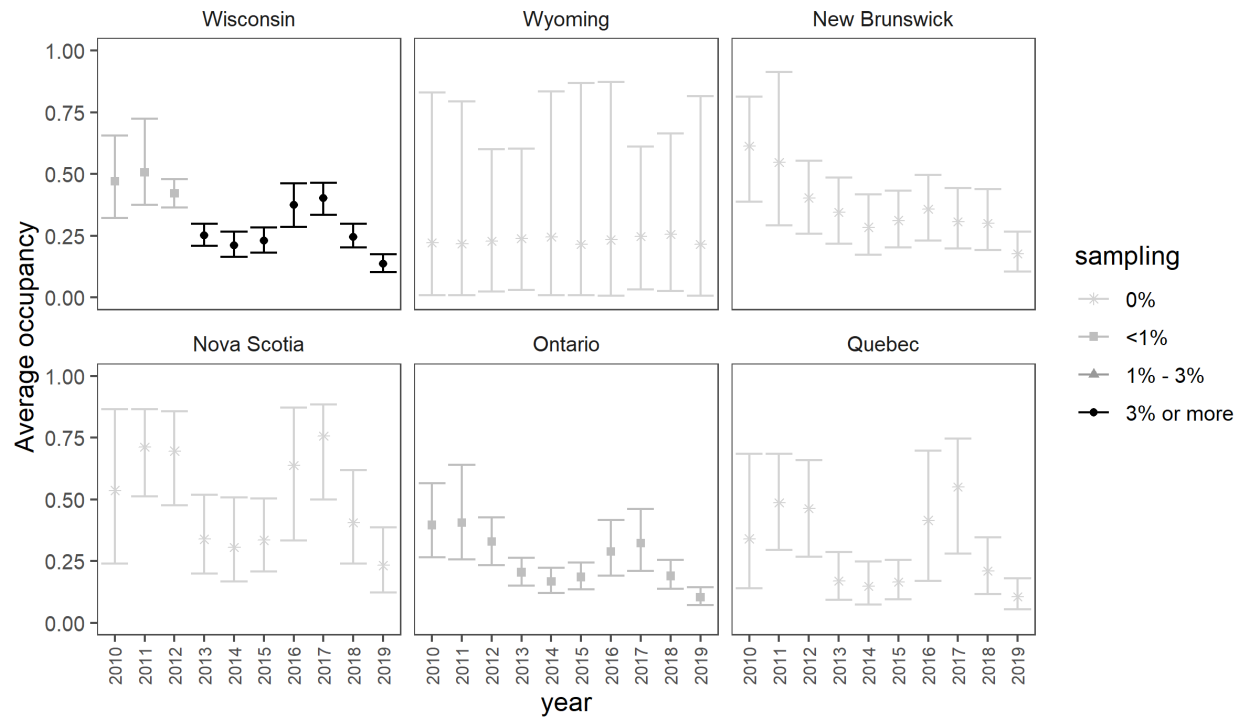 Wisconsin
Wyoming
New Brunswick
1.00
0.75
0.50
0.25
0.00
Nova Scotia
Ontario
Quebec
1.00
0.75
0.50
0.25
0.00
Average occupancy
2010 2011 2012 2013 2014 2015 2016 2017 2018 2019
2010 2011 2012 2013 2014 2015 2016 2017 2018 2019
2010 2011 2012 2013 2014 2015 2016 2017 2018 2019
year
sampling
0%
<1%
1% - 3%
3% or more